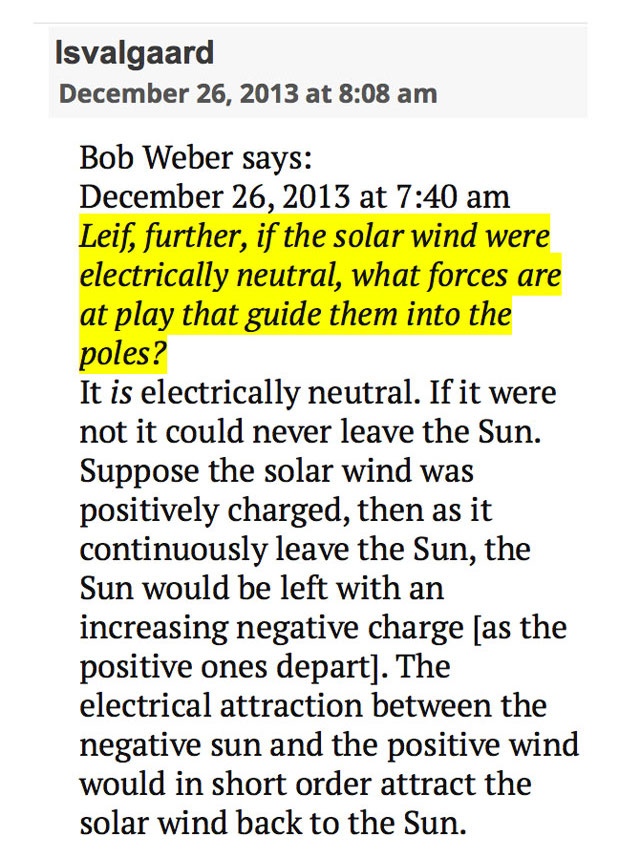 lsvalgaard
December 26, 2013 at 8:08 am
Bob Weber says:
December 26, 2013 at 7:40 am
Leif, further, if the solar wind were
electrically neutral, what forces are
at play that guide them into the
poles?
It is electrically neutral. If it were
not it could never leave the Sun.
Suppose the solar wind was
positively charged, then as it
continuously leave the Sun, the
Sun would be left with an
increasing negative charge [as the
positive ones depart]. The
electrical attraction between the
negative sun and the positive wind
would in short order attract the
solar wind back to the Sun.